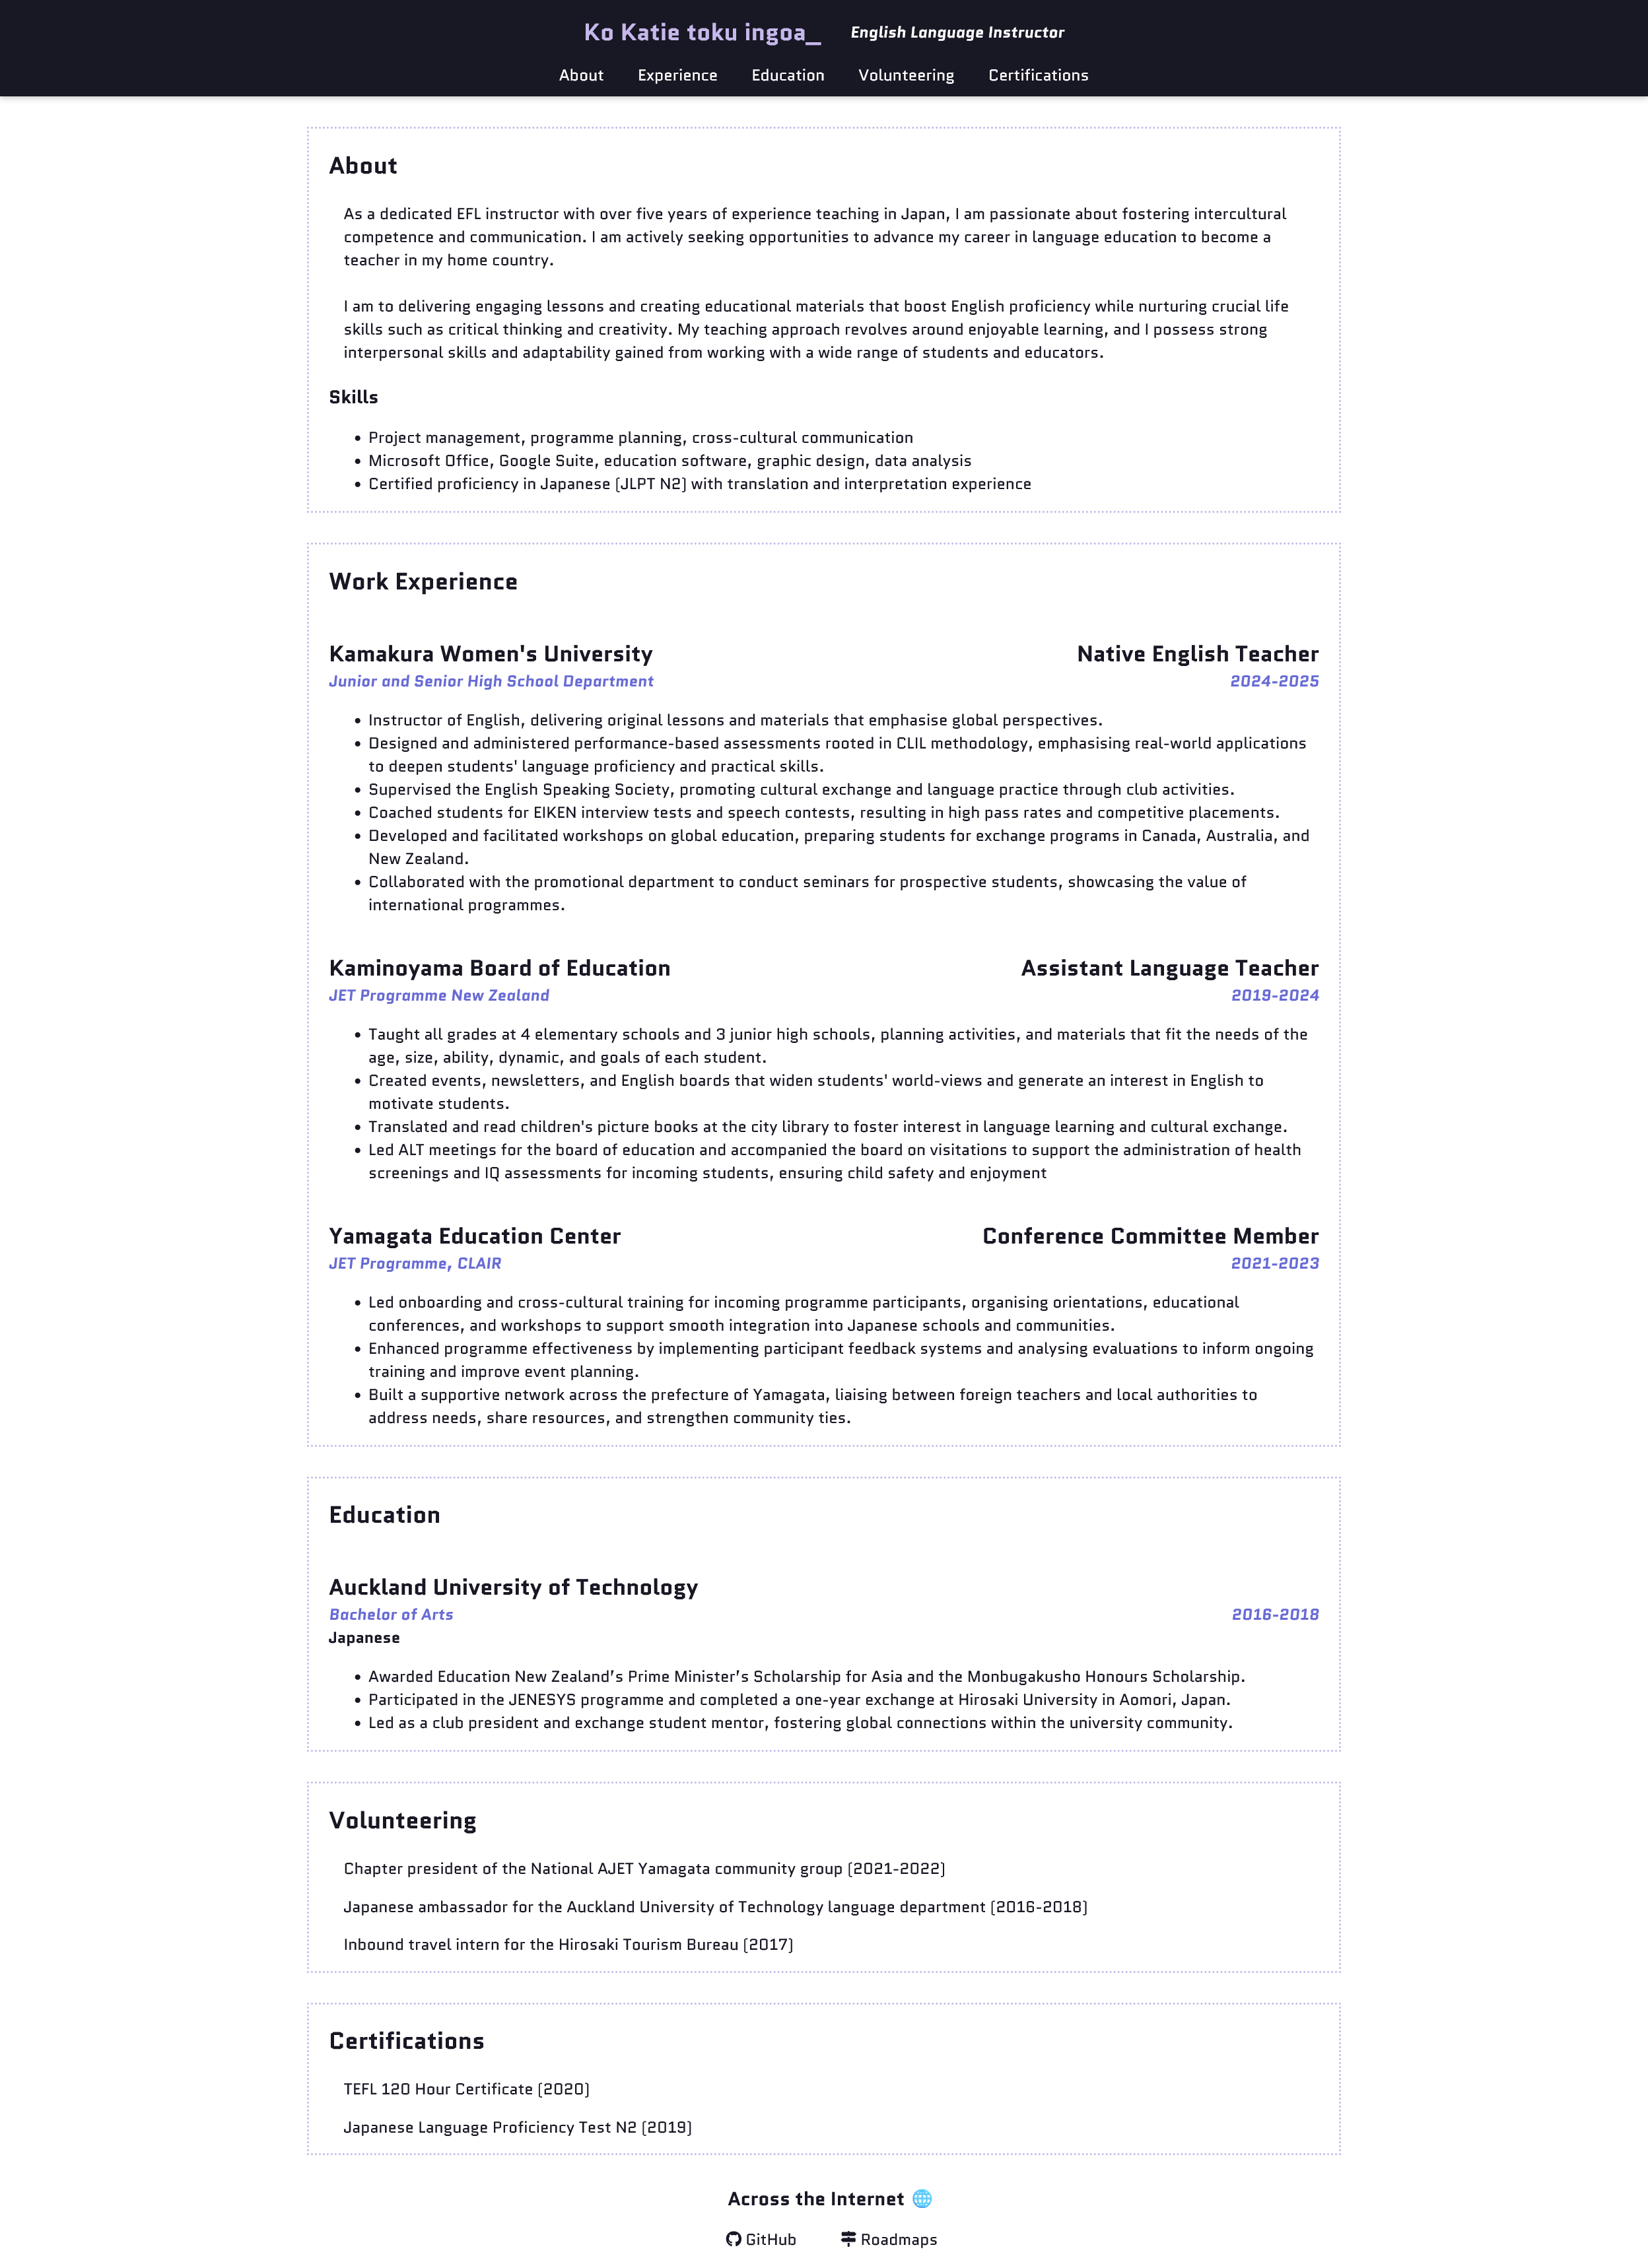 Ko Katie toku ingoa_
English Language Instructor
About
Experience
Education
Volunteering
Certifications
About
As a dedicated EFL instructor with over five years of experience teaching in Japan, I am passionate about fostering intercultural
competence and communication. I am actively seeking opportunities to advance my career in language education to become a
teacher in my home country.
I am to delivering engaging lessons and creating educational materials that boost English proficiency while nurturing crucial life
skills such as critical thinking and creativity. My teaching approach revolves around enjoyable learning, and I possess strong
interpersonal skills and adaptability gained from working with a wide range of students and educators.
Skills
• Project management, programme planning, cross-cultural communication
• Microsoft Office, Google Suite, education software, graphic design, data analysis
• Certified proficiency in Japanese (JLPT N2) with translation and interpretation experience
Work Experience
Kamakura Women's University
Native English Teacher
Junior and Senior High School Department
2024-2025
• Instructor of English, delivering original lessons and materials that emphasise global perspectives.
• Designed and administered performance-based assessments rooted in CLIL methodology, emphasising real-world applications
to deepen students' language proficiency and practical skills.
• Supervised the English Speaking Society, promoting cultural exchange and language practice through club activities.
• Coached students for EIKEN interview tests and speech contests, resulting in high pass rates and competitive placements.
• Developed and facilitated workshops on global education, preparing students for exchange programs in Canada, Australia, and
New Zealand.
• Collaborated with the promotional department to conduct seminars for prospective students, showcasing the value of
international programmes.
Kaminoyama Board of Education
Assistant Language Teacher
JET Programme New Zealand
2019-2024
• Taught all grades at 4 elementary schools and 3 junior high schools, planning activities, and materials that fit the needs of the
age, size, ability, dynamic, and goals of each student.
• Created events, newsletters, and English boards that widen students' world-views and generate an interest in English to
motivate students.
• Translated and read children's picture books at the city library to foster interest in language learning and cultural exchange.
• Led ALT meetings for the board of education and accompanied the board on visitations to support the administration of health
screenings and IQ assessments for incoming students, ensuring child safety and enjoyment
Yamagata Education Center
Conference Committee Member
JET Programme, CLAIR
2021-2023
• Led onboarding and cross-cultural training for incoming programme participants, organising orientations, educational
conferences, and workshops to support smooth integration into Japanese schools and communities.
• Enhanced programme effectiveness by implementing participant feedback systems and analysing evaluations to inform ongoing
training and improve event planning.
• Built a supportive network across the prefecture of Yamagata, liaising between foreign teachers and local authorities to
address needs, share resources, and strengthen community ties.
Education
Auckland University of Technology
Bachelor of Arts
2016-2018
Japanese
• Awarded Education New Zealand’s Prime Minister’s Scholarship for Asia and the Monbugakusho Honours Scholarship.
• Participated in the JENESYS programme and completed a one-year exchange at Hirosaki University in Aomori, Japan.
• Led as a club president and exchange student mentor, fostering global connections within the university community.
Volunteering
Chapter president of the National AJET Yamagata community group (2021-2022)
Japanese ambassador for the Auckland University of Technology language department (2016-2018)
Inbound travel intern for the Hirosaki Tourism Bureau (2017)
Certifications
TEFL 120 Hour Certificate (2020)
Japanese Language Proficiency Test N2 (2019)
Across the Internet 🌐
GitHub
Roadmaps